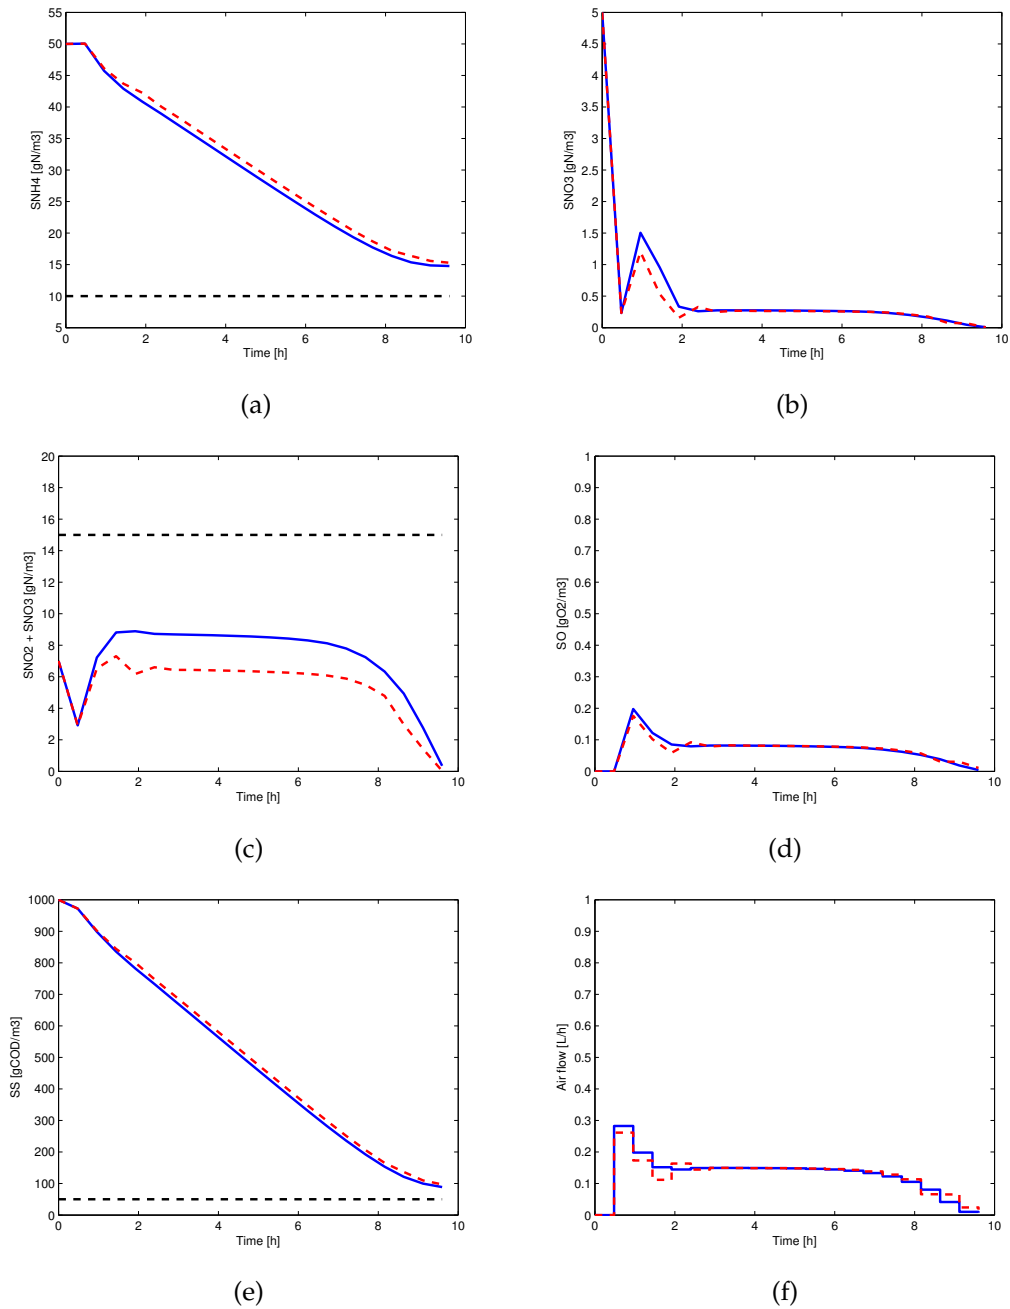 55
50
45
40
35
30
25
20
15
10
5
SNH4 [gN/m3]
0 2 4 6 8 10
Time [h]
(a)
5
4.5
4
3.5
3
2.5
2
1.5
1
0.5
0
SNO3 [gN/m3]
0 2 4 6 8 10
Time [h]
(b)
20
18
16
14
12
10
8
6
4
2
0
SNO2 + SNO3 [gN/m3]
0 2 4 6 8 10
Time [h]
(c)
1
0.9
0.8
0.7
0.6
0.5
0.4
0.3
0.2
0.1
0
SO [gO2/m3]
0 2 4 6 8 10
Time [h]
(d)
1000
900
800
700
600
500
400
300
200
100
0
SS [gCOD/m3]
0 2 4 6 8 10
Time [h]
(e)
1
0.9
0.8
0.7
0.6
0.5
0.4
0.3
0.2
0.1
0
Air flow [L/h]
0 2 4 6 8 10
Time [h]
(f)